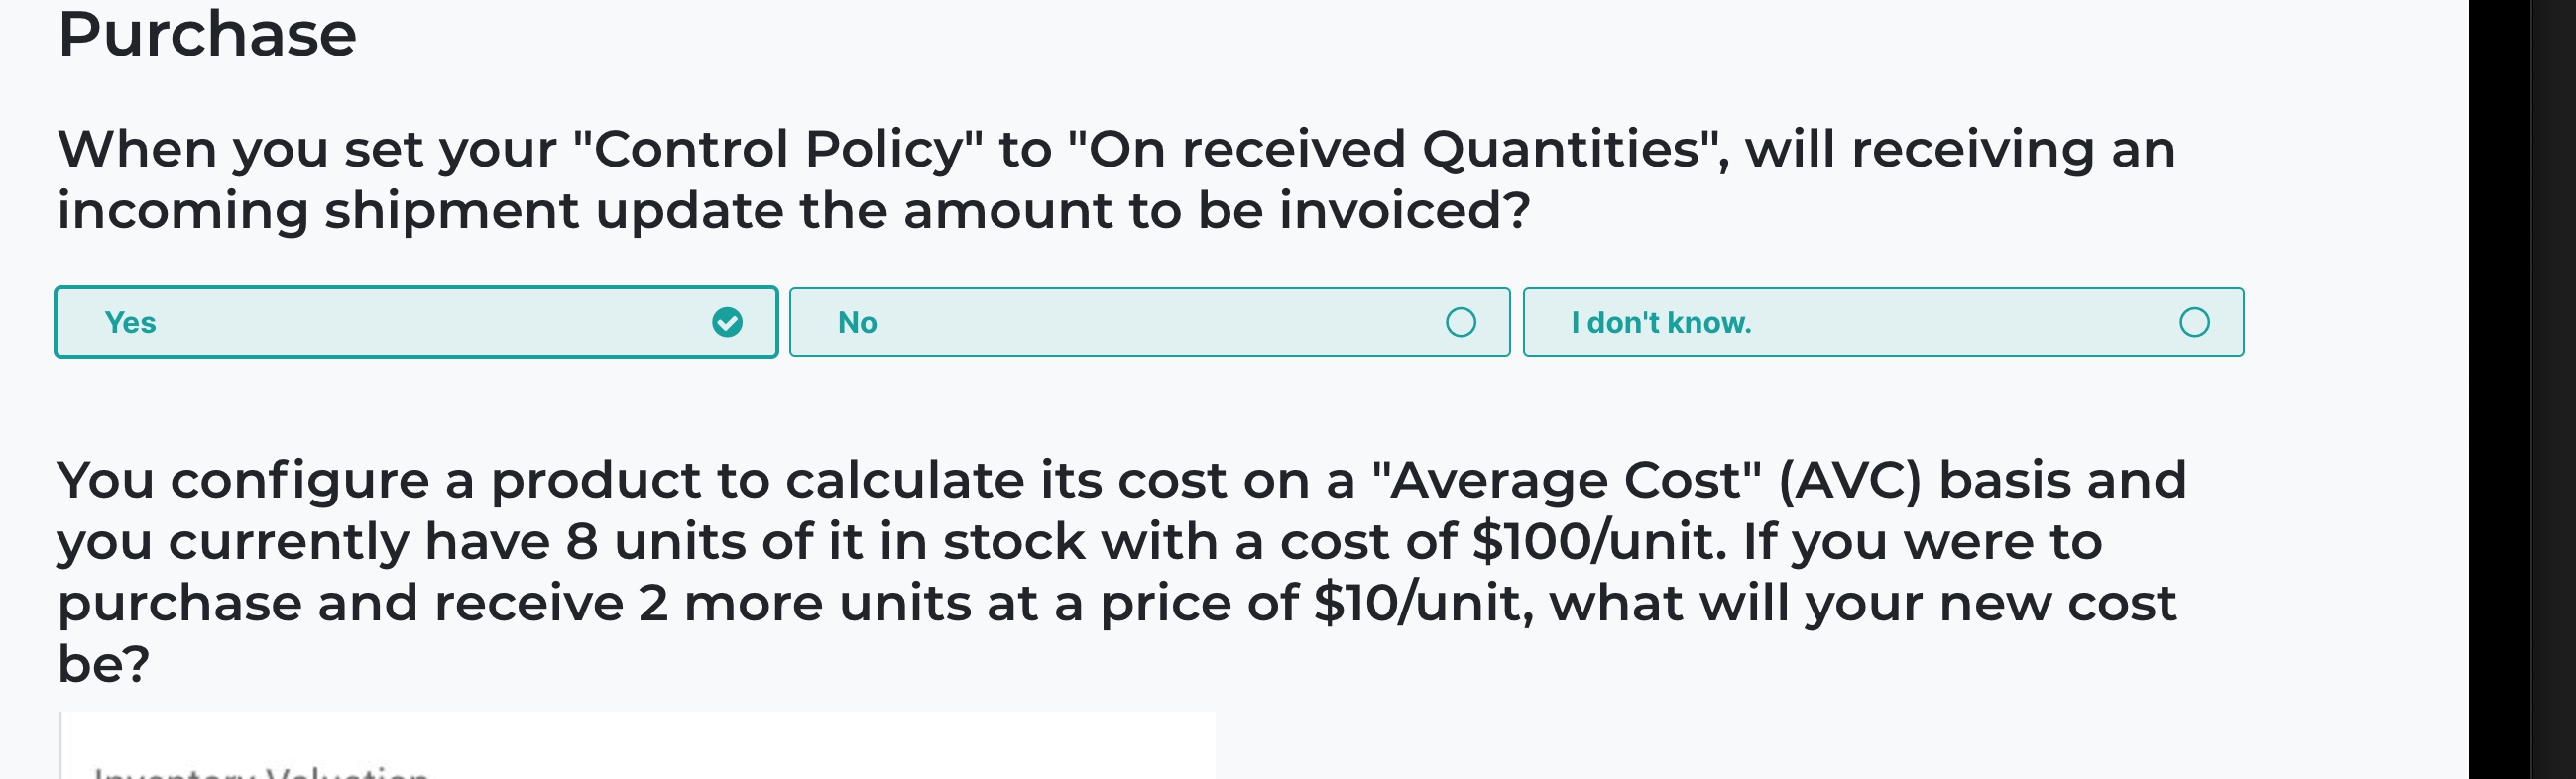 Purchase
When you set your "Control Policy" to "On received Quantities", will receiving an
incoming shipment update the amount to be invoiced?
Yes
No
I don't know.
You configure a product to calculate its cost on a "Average Cost" (AVC) basis and
you currently have 8 units of it in stock with a cost of $100/unit. If you were to
purchase and receive 2 more units at a price of $10/unit, what will your new cost
be?
Inventory Valuation